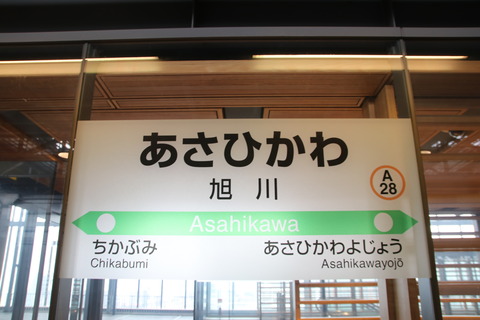 あさひかわ
旭川
A
28
Asahikawa
ちかぶみ あさひかわよじょう
Chikabumi Asahikawayojō